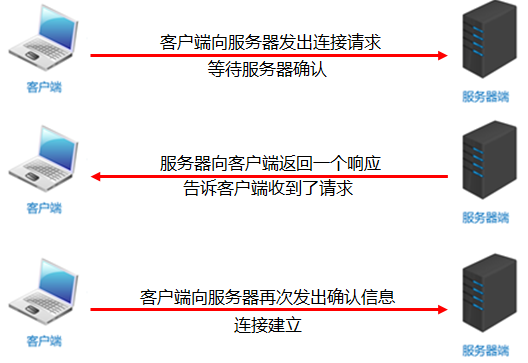 客户端向服务器发出连接请求
等待服务器确认
客户端
服务器端
服务器向客户端返回一个响应
告诉客户端收到了请求
客户端
服务器端
客户端向服务器再次发出确认信息
连接建立
客户端
服务器端